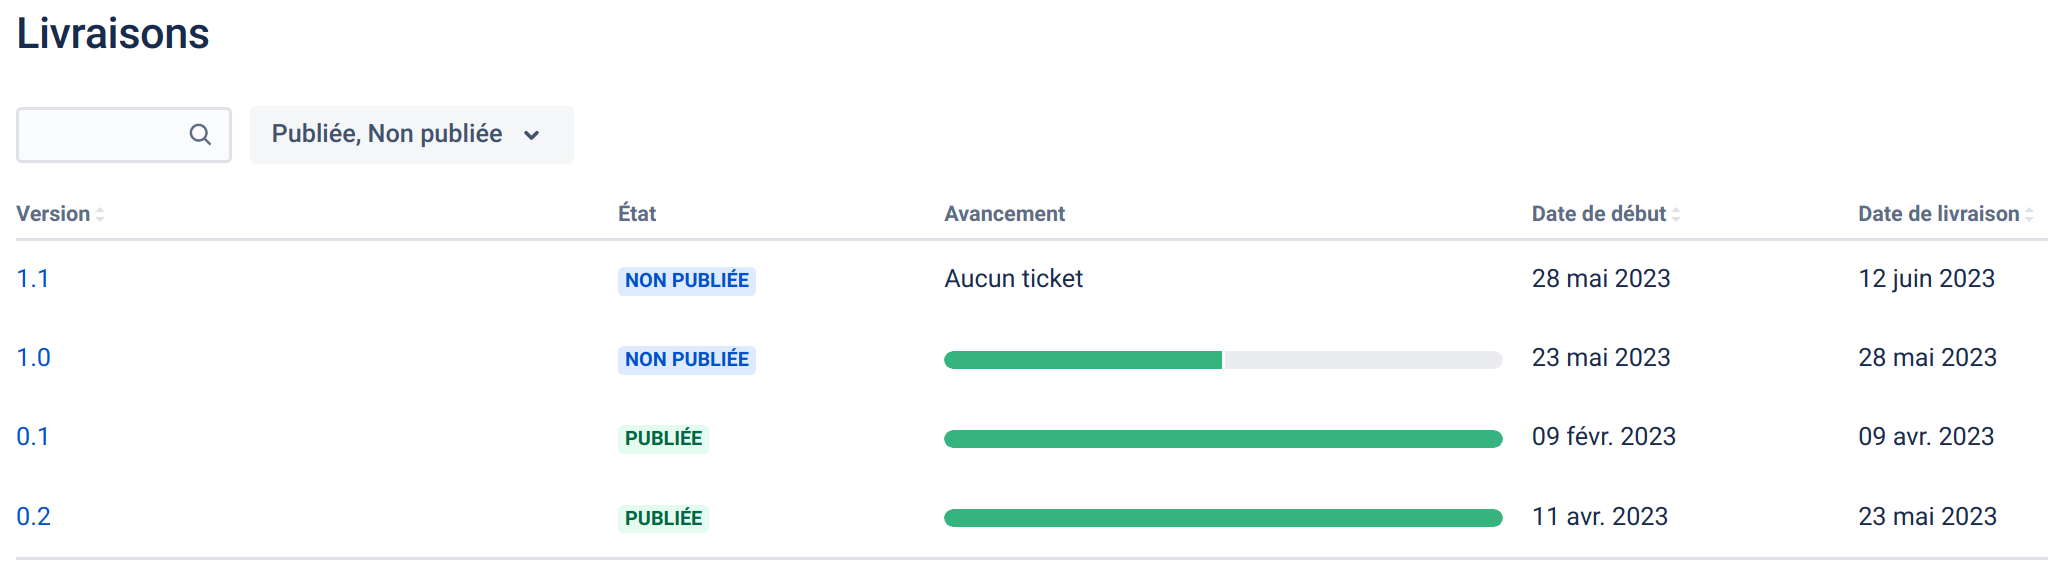 Livraisons
Publiée, Non publiée
Version État Avancement Date de début Date de livraison
1.1 NON PUBLIÉE Aucun ticket 28 mai 2023 12 juin 2023
1.0 NON PUBLIÉE 23 mai 2023 28 mai 2023
0.1 PUBLIÉE 09 févr. 2023 09 avr. 2023
0.2 PUBLIÉE 11 avr. 2023 23 mai 2023